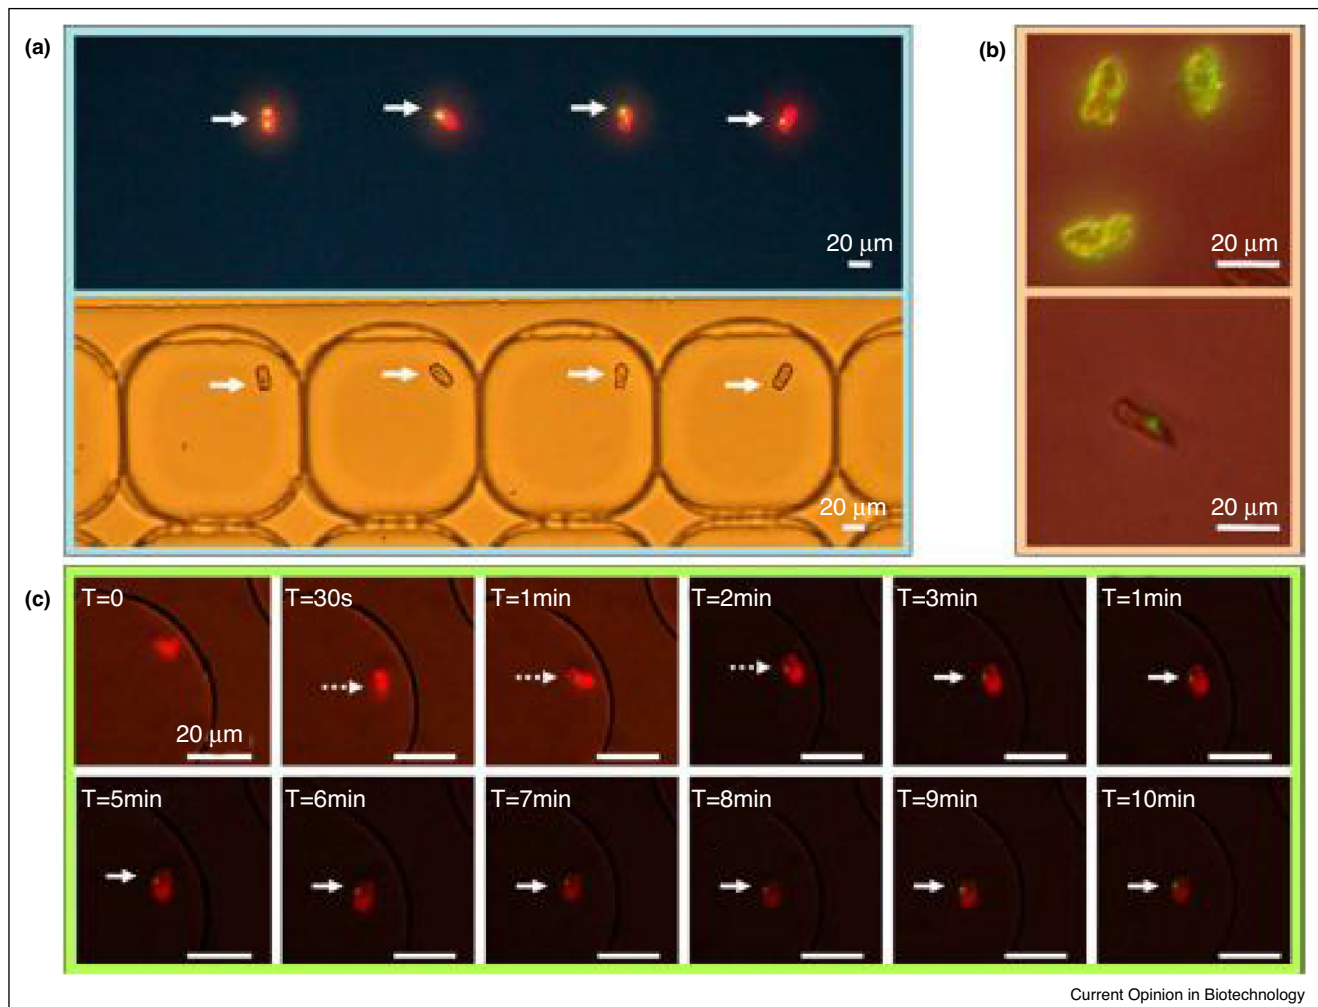 (a)
20 μm
20 μm
(b)
20 μm
20 μm
(c)
T=0
T=30s
T=1min
T=2min
T=3min
T=1min
20 μm
T=5min
T=6min
T=7min
T=8min
T=9min
T=10min
Current Opinion in Biotechnology